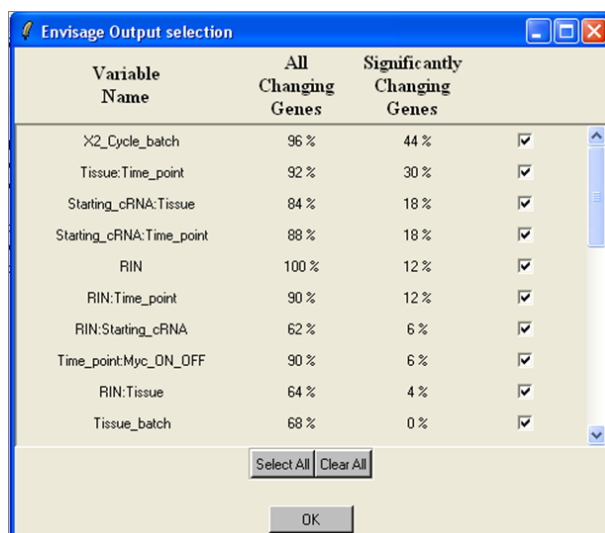 Envisage Output selection
Variable Name
All Changing Genes
Significantly Changing Genes
X2_Cycle_batch 96 % 44 %
Tissue:Time_point 92 % 30 %
Starting_cRNA:Tissue 84 % 18 %
Starting_cRNA:Time_point 88 % 18 %
RIN 100 % 12 %
RIN:Time_point 90 % 12 %
RIN:Starting_cRNA 62 % 6 %
Time_point:Myc_ON_OFF 90 % 6 %
RIN:Tissue 64 % 4 %
Tissue_batch 68 % 0 %
Select All Clear All
OK